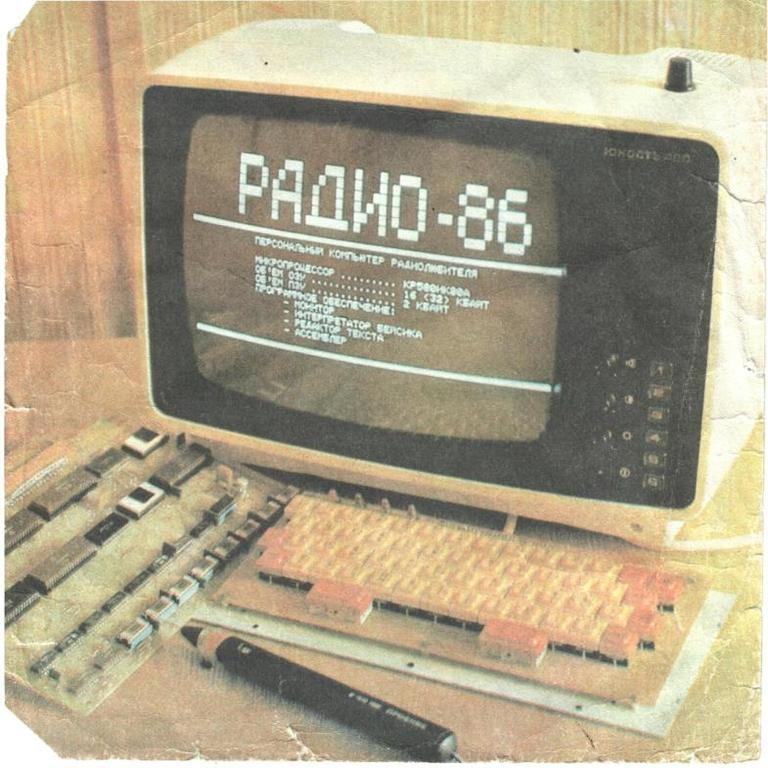 РАДИО-86
ЮНОСТЬ
ПЕРСОНАЛЬНЫЙ КОМПЬЮТЕР РАДИОЛЮБИТЕЛЯ
МИКРОПРОЦЕССОР .......... КР580ИК80А
ОБ'ЕМ ОЗУ ............. 16 (32) КБАЙТ
ОБ'ЕМ ПЗУ ............. 2 КБАЙТ
ПРОГРАММНОЕ ОБЕСПЕЧЕНИЕ:
- МОНИТОР
- ИНТЕРПРЕТАТОР БЕЙСИКА
- РЕДАКТОР ТЕКСТА
- АССЕМБЛЕР